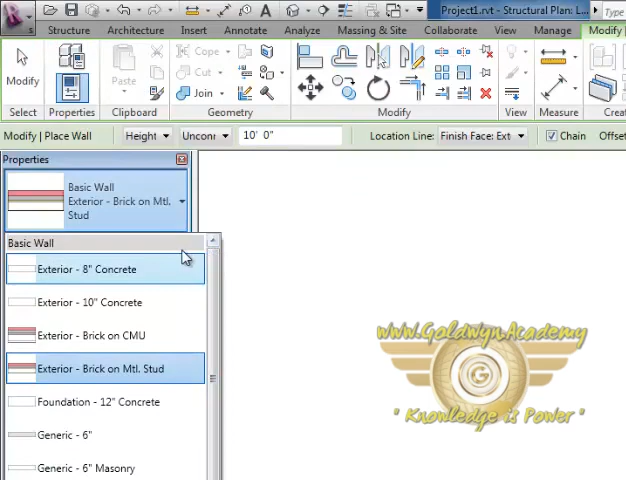 Project1.rvt - Structural Plan: L...
Type
Structure Architecture Insert Annotate Analyze Massing & Site Collaborate View Manage Modify |
Modify
Paste
Cope
Cut
Join
Select Properties Clipboard Geometry Modify View Measure Create
Modify | Place Wall Height Unconr 10' 0" Location Line: Finish Face: Ext Chain Offset
Properties
Basic Wall
Exterior - Brick on Mtl.
Stud
Basic Wall
Exterior - 8" Concrete
Exterior - 10" Concrete
Exterior - Brick on CMU
Exterior - Brick on Mtl. Stud
Foundation - 12" Concrete
Generic - 6"
Generic - 6" Masonry
www.GoldwynAcademy
G
" Knowledge is Power "